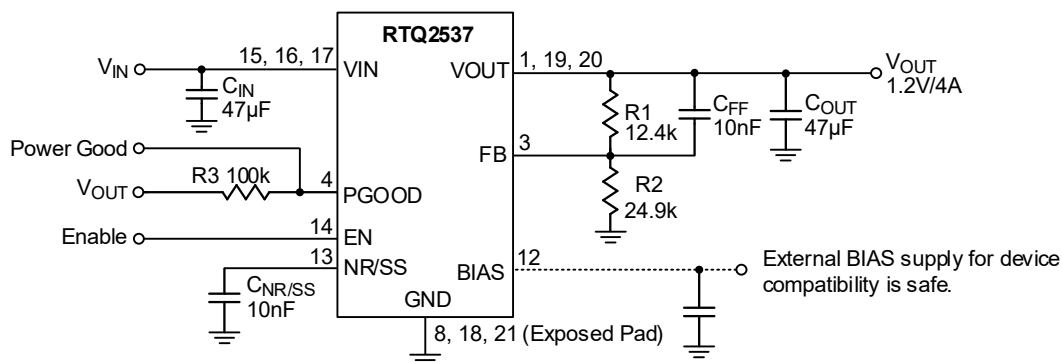 RTQ2537
VIN
15, 16, 17
VIN
CIN
47µF
VOUT
1, 19, 20
VOUT
1.2V/4A
R1
12.4k
CFF
10nF
COUT
47µF
FB
3
R2
24.9k
Power Good
VOUT
R3 100k
4
PGOOD
Enable
14
EN
13
NR/SS
CNR/SS
10nF
BIAS
12
External BIAS supply for device
compatibility is safe.
GND
8, 18, 21 (Exposed Pad)